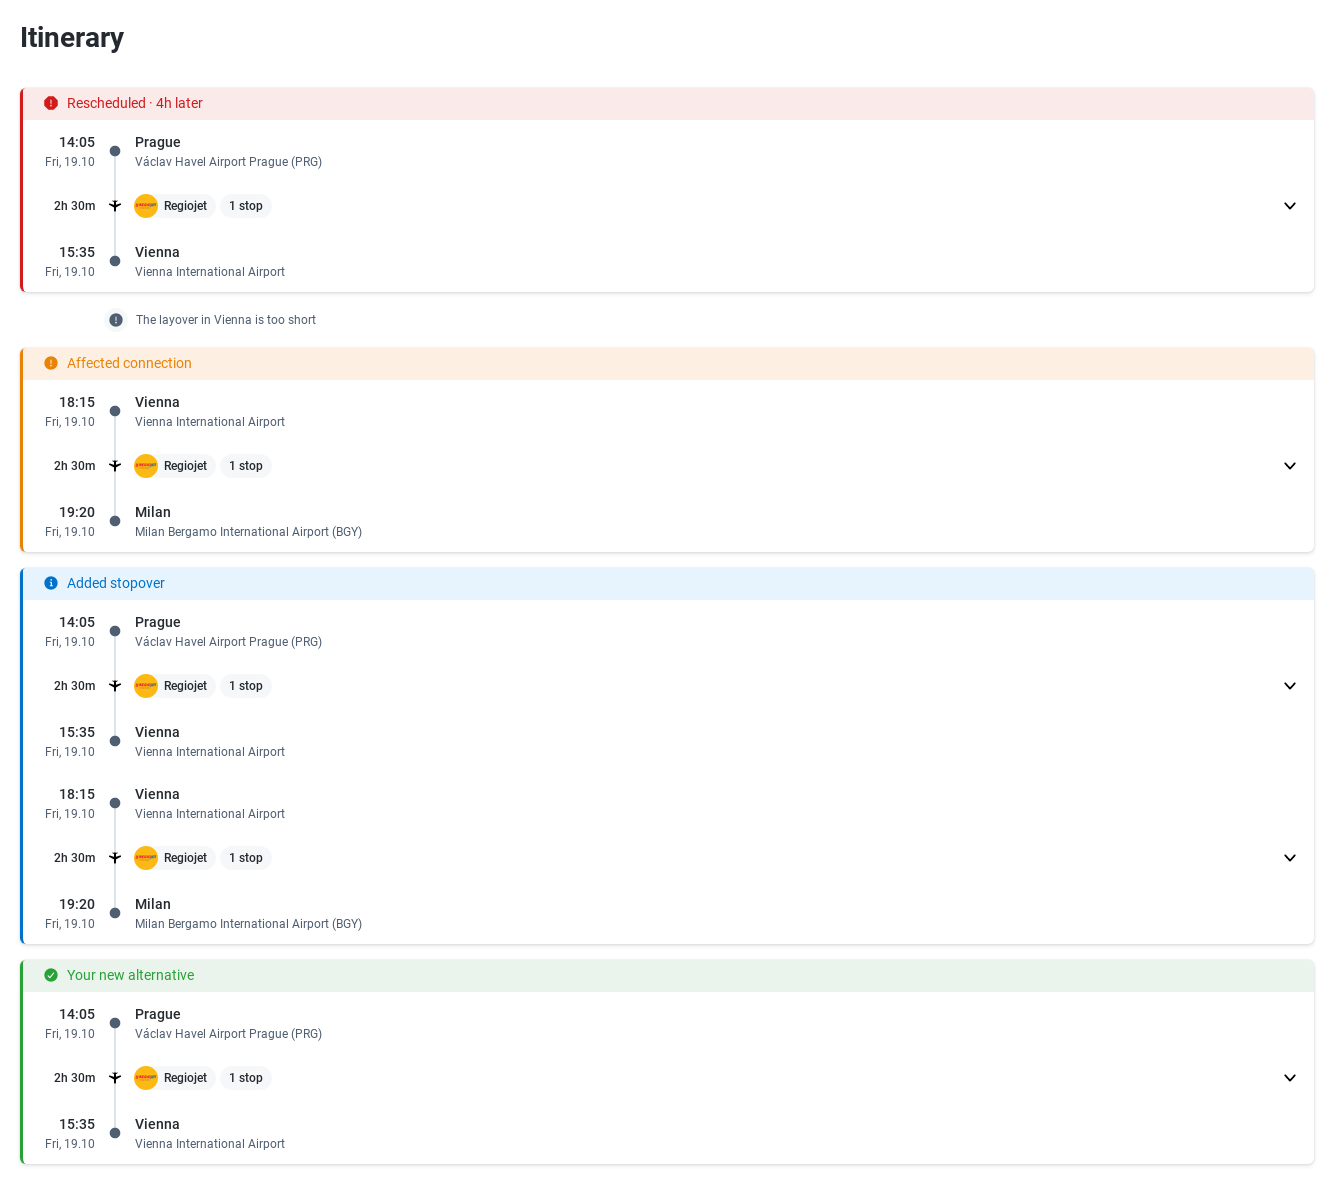 Itinerary
Rescheduled · 4h later
14:05 Prague
Fri, 19.10 Václav Havel Airport Prague (PRG)
2h 30m Regiojet 1 stop
15:35 Vienna
Fri, 19.10 Vienna International Airport
The layover in Vienna is too short
Affected connection
18:15 Vienna
Fri, 19.10 Vienna International Airport
2h 30m Regiojet 1 stop
19:20 Milan
Fri, 19.10 Milan Bergamo International Airport (BGY)
Added stopover
14:05 Prague
Fri, 19.10 Václav Havel Airport Prague (PRG)
2h 30m Regiojet 1 stop
15:35 Vienna
Fri, 19.10 Vienna International Airport
18:15 Vienna
Fri, 19.10 Vienna International Airport
2h 30m Regiojet 1 stop
19:20 Milan
Fri, 19.10 Milan Bergamo International Airport (BGY)
Your new alternative
14:05 Prague
Fri, 19.10 Václav Havel Airport Prague (PRG)
2h 30m Regiojet 1 stop
15:35 Vienna
Fri, 19.10 Vienna International Airport